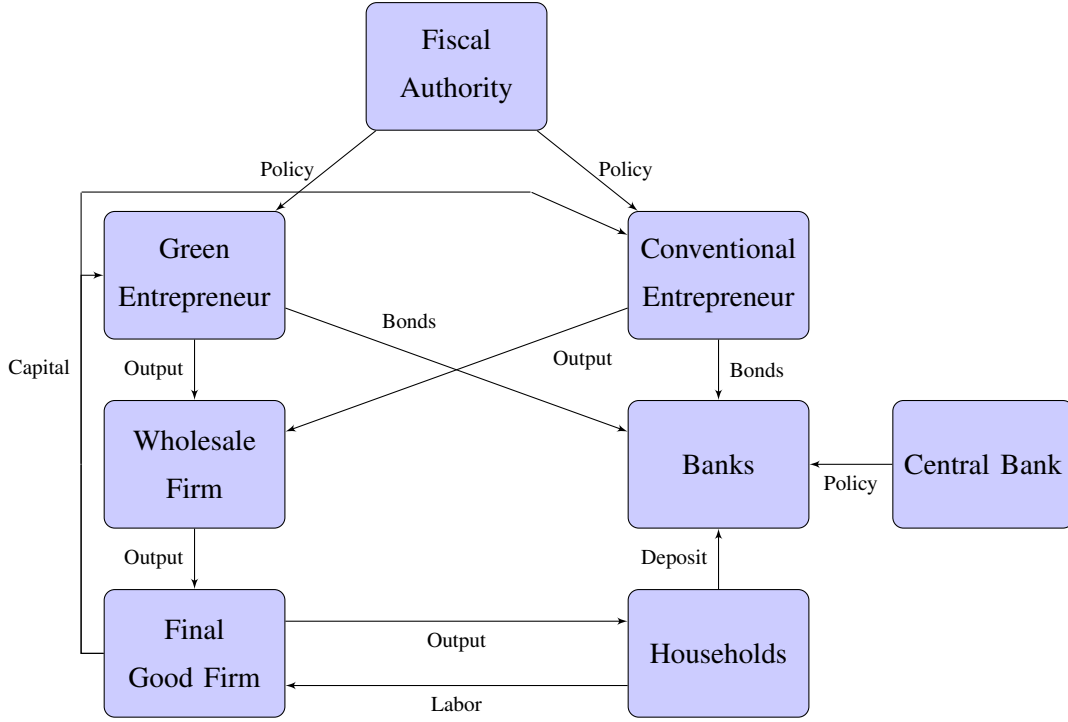 Fiscal
Authority
Policy
Policy
Green
Entrepreneur
Conventional
Entrepreneur
Bonds
Capital
Output
Output
Bonds
Wholesale
Firm
Banks
Central Bank
Policy
Output
Deposit
Final
Good Firm
Output
Households
Labor